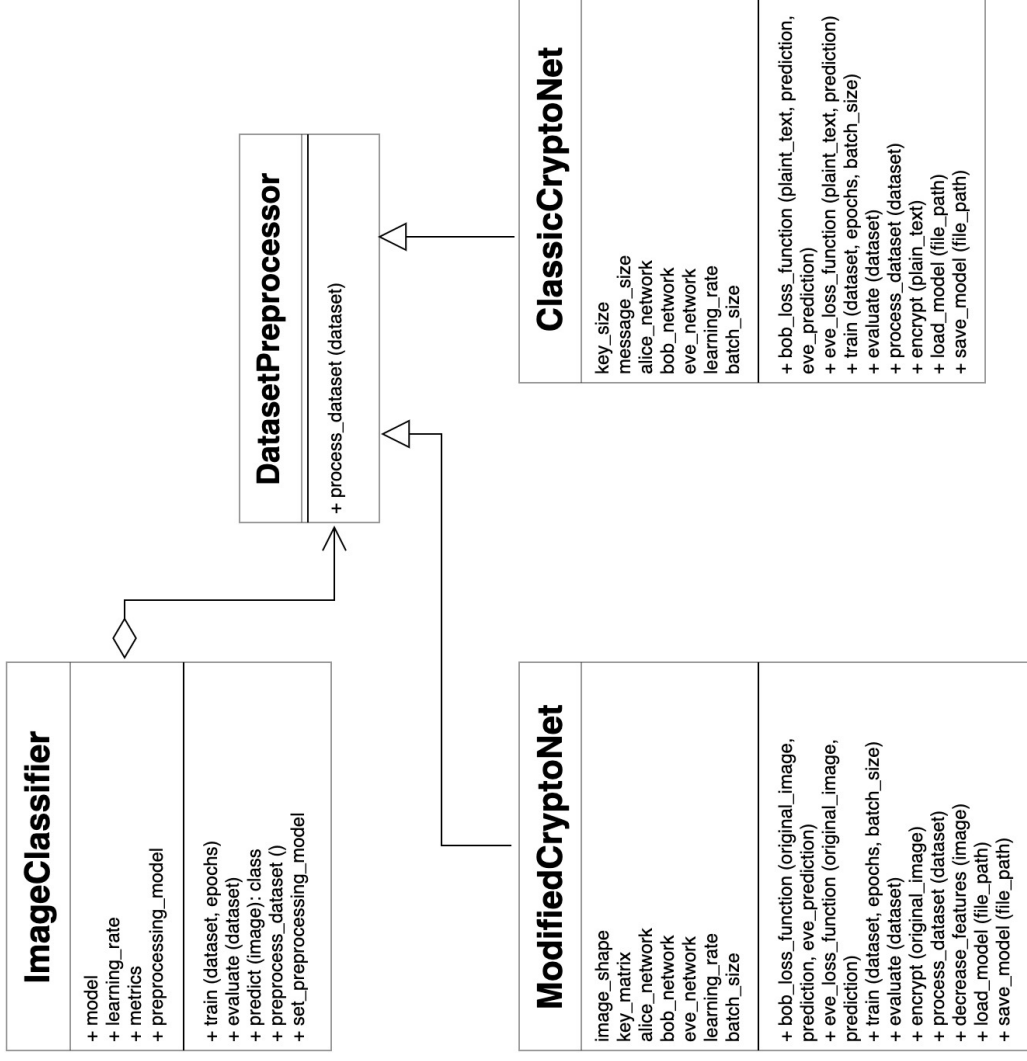 ImageClassifier
+ model
+ learning_rate
+ metrics
+ preprocessing_model
+ train (dataset, epochs)
+ evaluate (dataset)
+ predict (image): class
+ preprocess_dataset ()
+ set_preprocessing_model
DatasetPreprocessor
+ process_dataset (dataset)
ModifiedCryptoNet
image_shape
key_matrix
alice_network
bob_network
eve_network
learning_rate
batch_size
+ bob_loss_function (original_image,
prediction, eve_prediction)
+ eve_loss_function (original_image,
prediction)
+ train (dataset, epochs, batch_size)
+ evaluate (dataset)
+ encrypt (original_image)
+ process_dataset (dataset)
+ decrease_features (image)
+ load_model (file_path)
+ save_model (file_path)
ClassicCryptoNet
key_size
message_size
alice_network
bob_network
eve_network
learning_rate
batch_size
+ bob_loss_function (plaint_text, prediction,
eve_prediction)
+ eve_loss_function (plaint_text, prediction)
+ train (dataset, epochs, batch_size)
+ evaluate (dataset)
+ process_dataset (dataset)
+ encrypt (plain_text)
+ load_model (file_path)
+ save_model (file_path)